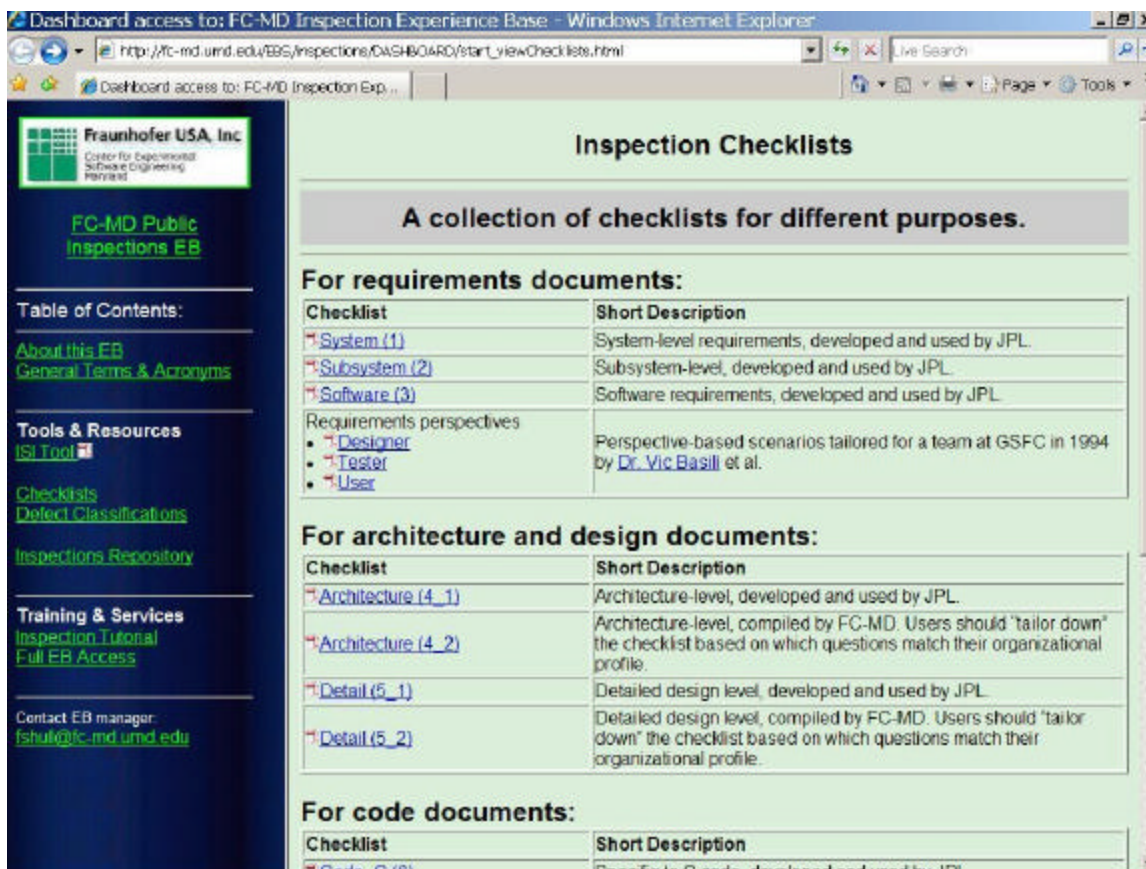 Dashboard access to: FC-MD Inspection Experience Base - Windows Internet Explorer
http://fc-md.umd.edu/EBS/Inspections/DASHBOARD/start_viewChecklists.html
Live Search
Dashboard access to: FC-MD Inspection Exp...
Page
Tools
Fraunhofer USA, Inc
Center for Experimental
Software Engineering
Maryland
FC-MD Public
Inspections EB
Table of Contents:
About this EB
General Terms & Acronyms
Tools & Resources
ISI Tool
Checklists
Defect Classifications
Inspections Repository
Training & Services
Inspection Tutorial
Full EB Access
Contact EB manager:
fshull@fc-md.umd.edu
Inspection Checklists
A collection of checklists for different purposes.
For requirements documents:
Checklist Short Description
System (1) System-level requirements, developed and used by JPL.
Subsystem (2) Subsystem-level, developed and used by JPL.
Software (3) Software requirements, developed and used by JPL.
Requirements perspectives
• Designer
• Tester
• User
Perspective-based scenarios tailored for a team at GSFC in 1994
by Dr. Vic Basili et al.
For architecture and design documents:
Checklist Short Description
Architecture (4_1) Architecture-level, developed and used by JPL.
Architecture (4_2) Architecture-level, compiled by FC-MD. Users should "tailor down"
the checklist based on which questions match their organizational
profile.
Detail (5_1) Detailed design level, developed and used by JPL.
Detail (5_2) Detailed design level, compiled by FC-MD. Users should "tailor
down" the checklist based on which questions match their
organizational profile.
For code documents:
Checklist Short Description